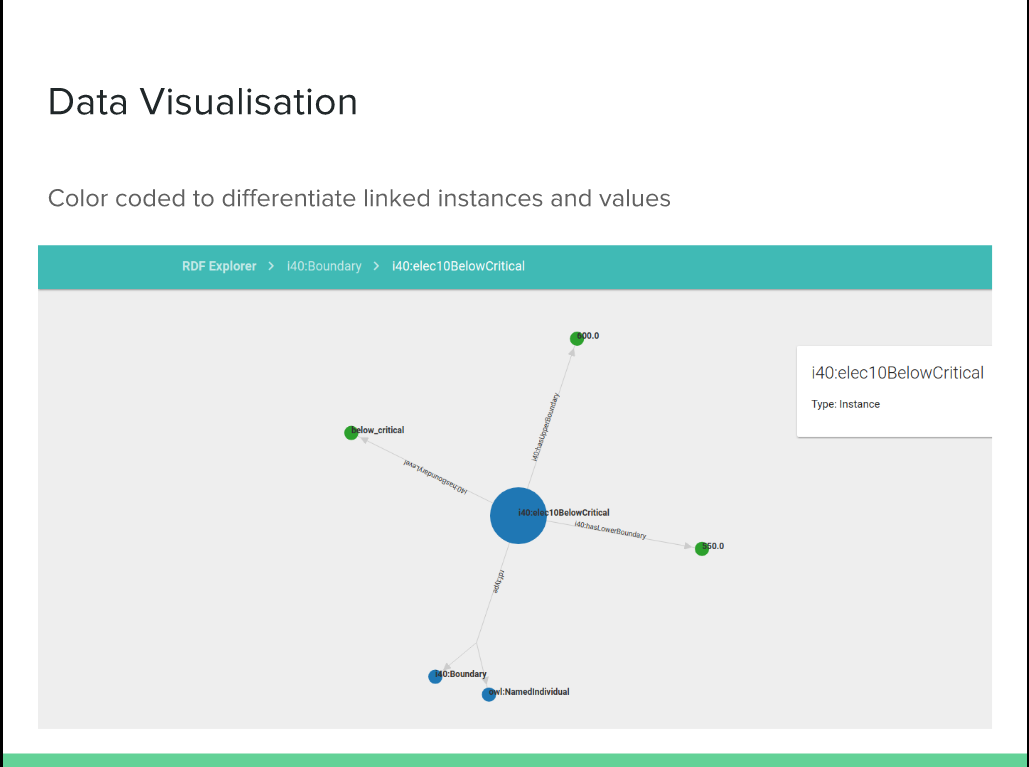 Data Visualisation
Color coded to differentiate linked instances and values
RDF Explorer > i40:Boundary > i40:elec10BelowCritical
600.0
i40:elec10BelowCritical
Type: Instance
i40:hasUpperBoundary
below_critical
i40:hasBoundaryLevel
i40:elec10BelowCritical
i40:hasLowerBoundary
550.0
rdf:type
i40:Boundary
owl:NamedIndividual